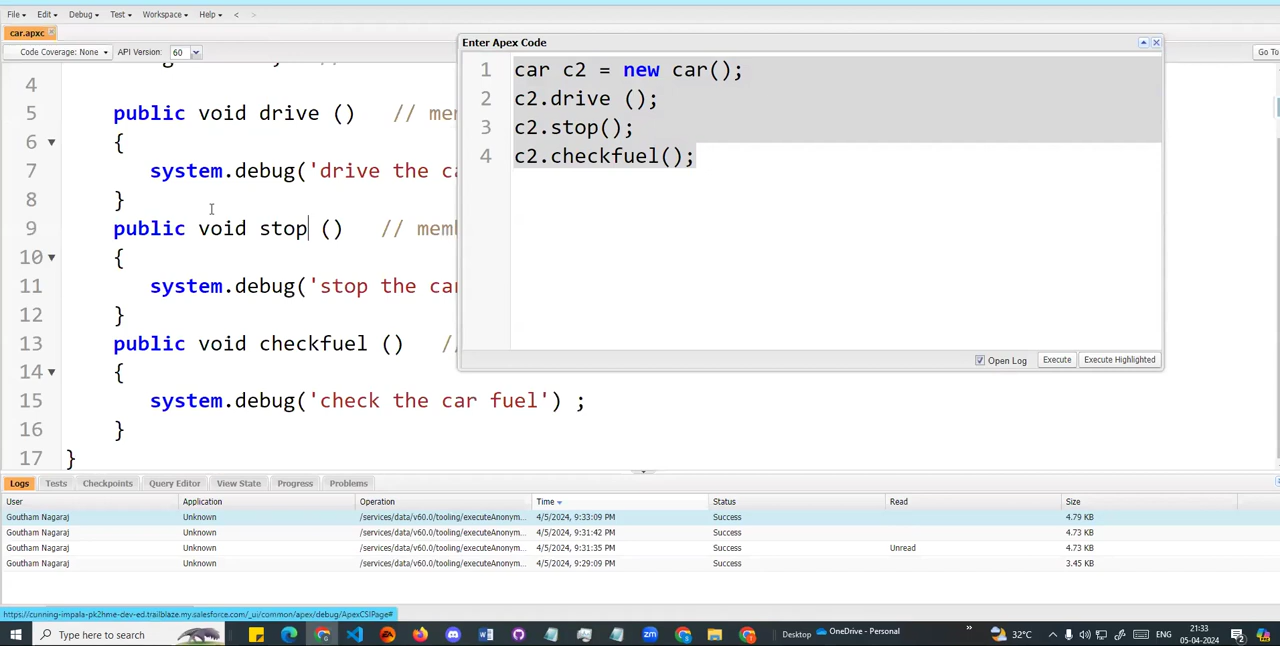 File Edit Debug Test Workspace Help < >
car.apxc
Code Coverage: None API Version: 60 Go To
Enter Apex Code
1 car c2 = new car();
2 c2.drive ();
3 c2.stop();
4 c2.checkfuel();
Open Log Execute Execute Highlighted
4
5 public void drive () // me
6 {
7 system.debug('drive the ca
8 }
9 public void stop () // memb
10 {
11 system.debug('stop the car
12 }
13 public void checkfuel () //
14 {
15 system.debug('check the car fuel') ;
16 }
17 }
Logs Tests Checkpoints Query Editor View State Progress Problems
User Application Operation Time Status Read Size
Goutham Nagaraj Unknown /services/data/v60.0/tooling/executeAnonym... 4/5/2024, 9:33:09 PM Success 4.79 KB
Goutham Nagaraj Unknown /services/data/v60.0/tooling/executeAnonym... 4/5/2024, 9:31:42 PM Success 4.73 KB
Goutham Nagaraj Unknown /services/data/v60.0/tooling/executeAnonym... 4/5/2024, 9:31:35 PM Success Unread 4.73 KB
Goutham Nagaraj Unknown /services/data/v60.0/tooling/executeAnonym... 4/5/2024, 9:29:09 PM Success 3.45 KB
https://cunning-impala-pk2hme-dev-ed.trailblaze.my.salesforce.com/_ui/common/apex/debug/ApexCSIPage#
Type here to search Desktop OneDrive - Personal » 32°C ENG 21:33
05-04-2024